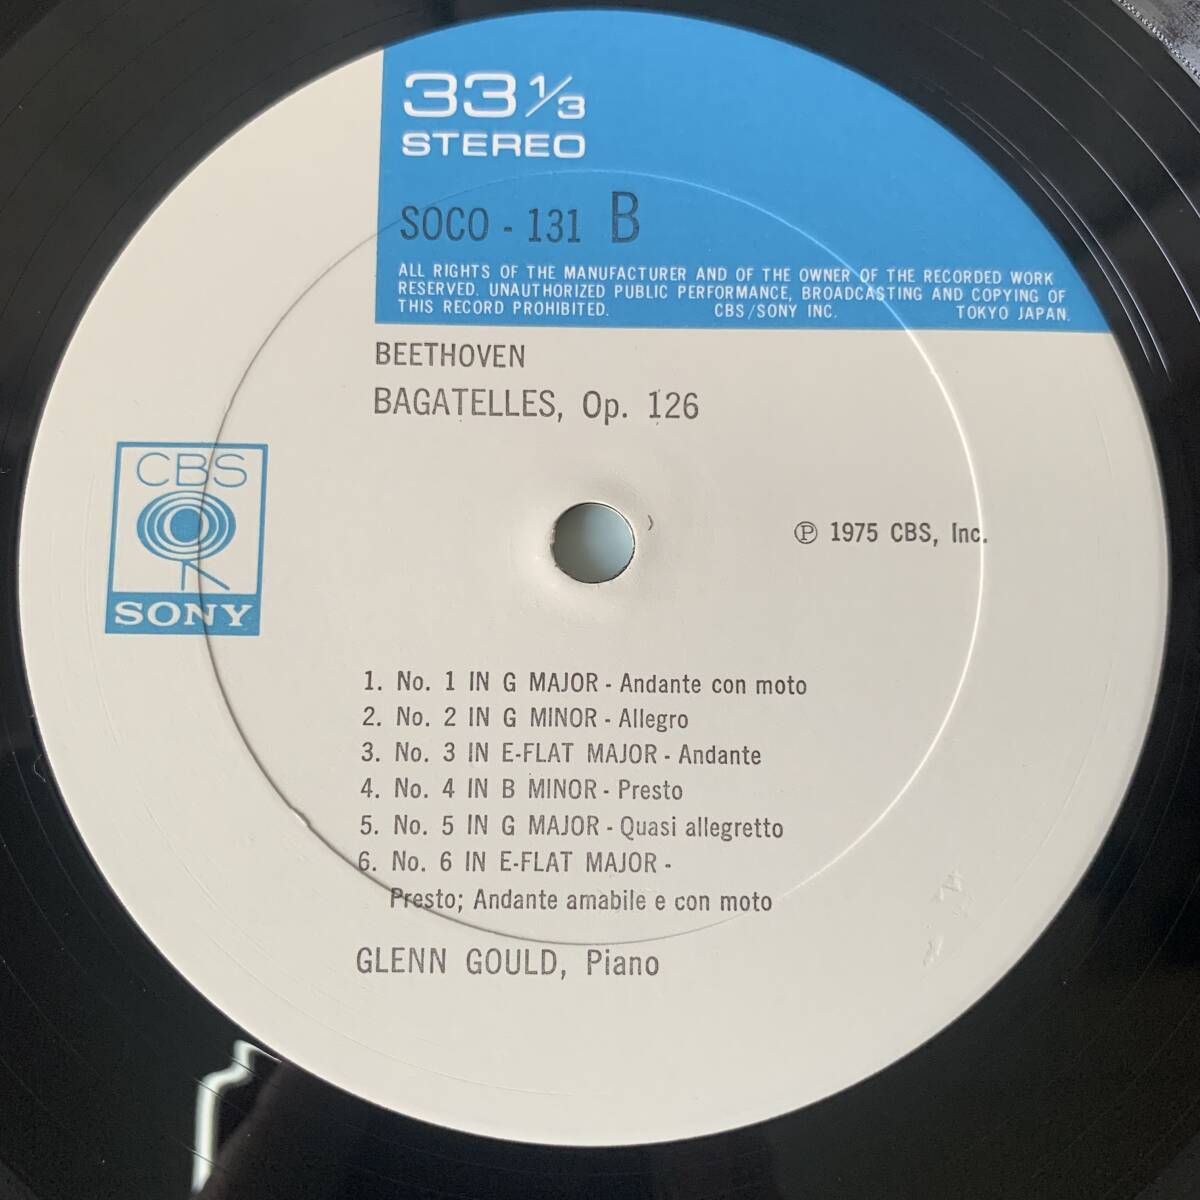 33 1/3
STEREO
SOCO - 131 B
ALL RIGHTS OF THE MANUFACTURER AND OF THE OWNER OF THE RECORDED WORK
RESERVED. UNAUTHORIZED PUBLIC PERFORMANCE, BROADCASTING AND COPYING OF
THIS RECORD PROHIBITED. CBS/SONY INC. TOKYO JAPAN.
BEETHOVEN
BAGATELLES, Op. 126
CBS
SONY
℗ 1975 CBS, Inc.
1. No. 1 IN G MAJOR - Andante con moto
2. No. 2 IN G MINOR - Allegro
3. No. 3 IN E-FLAT MAJOR - Andante
4. No. 4 IN B MINOR - Presto
5. No. 5 IN G MAJOR - Quasi allegretto
6. No. 6 IN E-FLAT MAJOR -
Presto; Andante amabile e con moto
GLENN GOULD, Piano